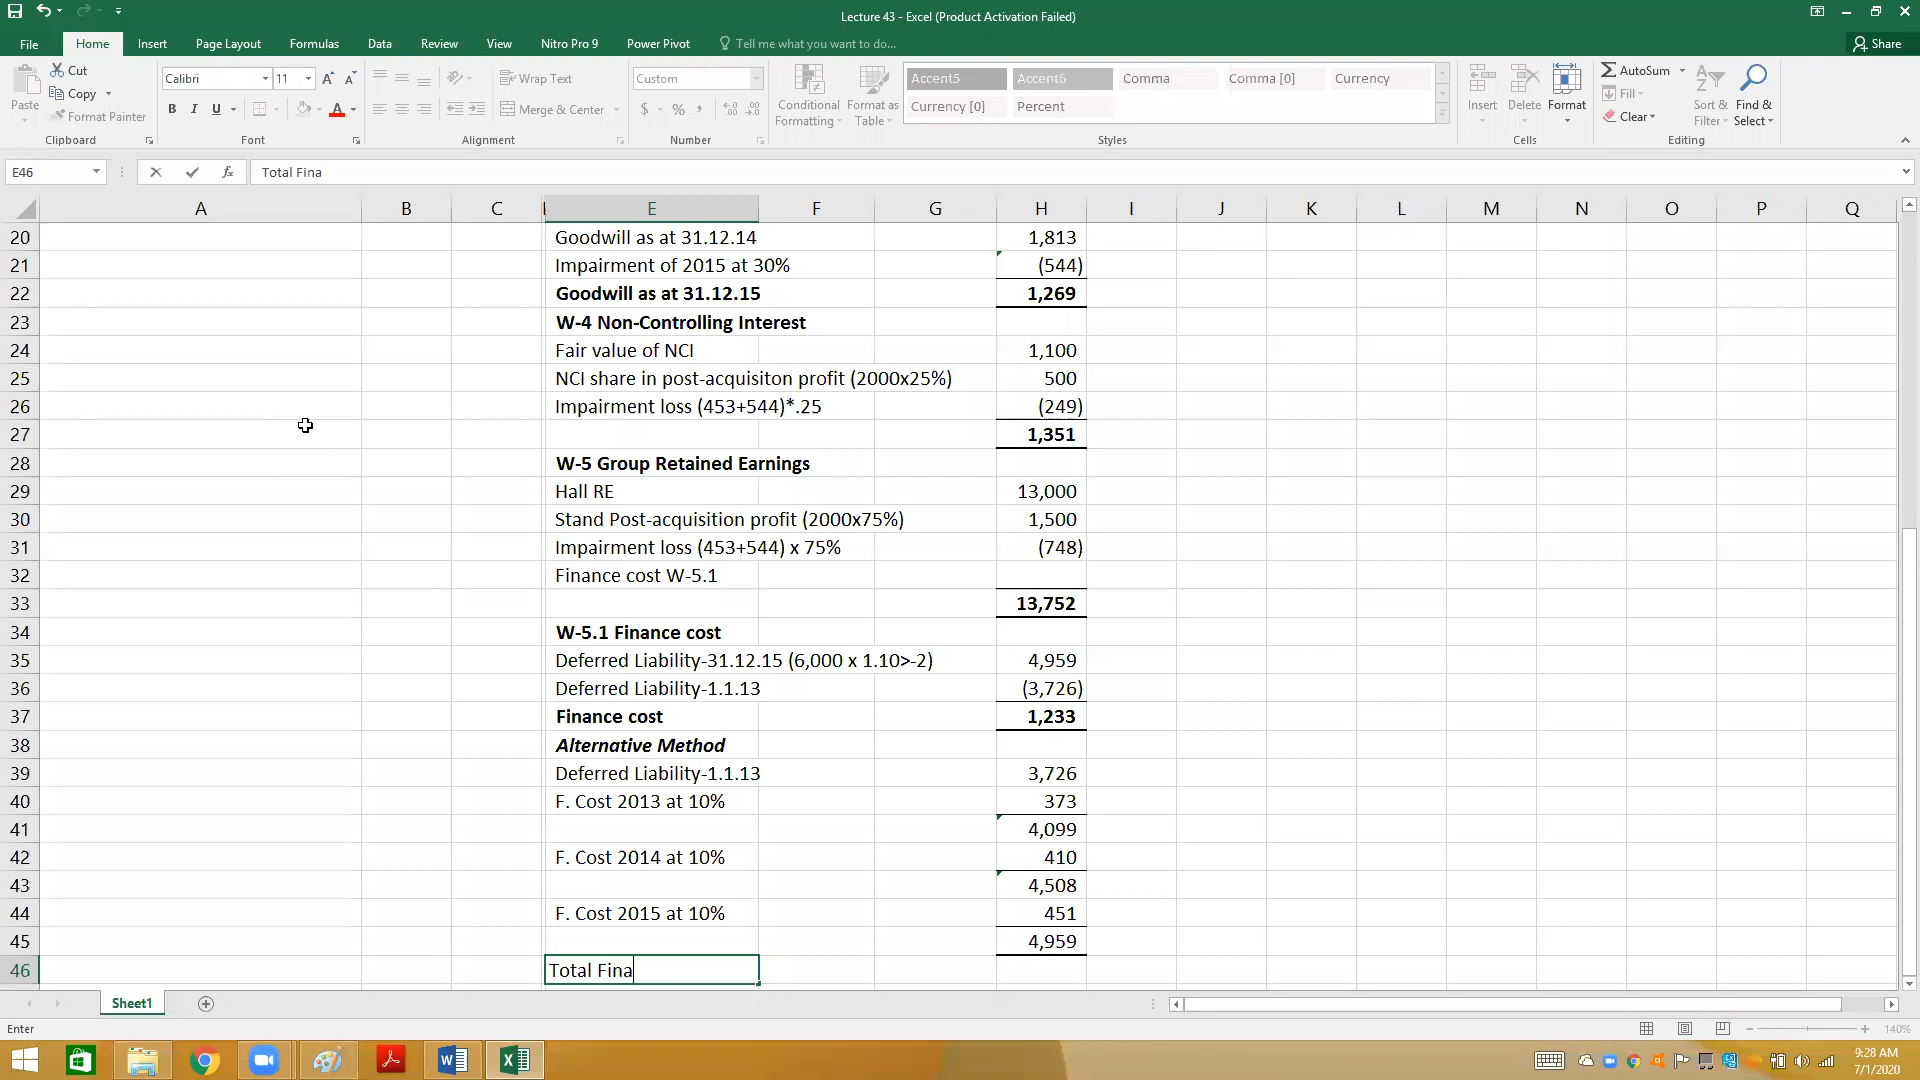 Lecture 43 - Excel (Product Activation Failed)
File Home Insert Page Layout Formulas Data Review View Nitro Pro 9 Power Pivot Tell me what you want to do... Share
Paste Cut Copy Format Painter Clipboard
Calibri 11 A A B I U A Font
Wrap Text Merge & Center Alignment
Custom $ % , Number
Conditional Formatting Format as Table
Accent5 Accent6 Comma Comma [0] Currency
Currency [0] Percent
Styles
Insert Delete Format Cells
AutoSum Fill Clear Sort & Filter Find & Select Editing
E46 fx Total Fina
A B C E F G H I J K L M N O P Q
20 Goodwill as at 31.12.14 1,813
21 Impairment of 2015 at 30% (544)
22 Goodwill as at 31.12.15 1,269
23 W-4 Non-Controlling Interest
24 Fair value of NCI 1,100
25 NCI share in post-acquisiton profit (2000x25%) 500
26 Impairment loss (453+544)*.25 (249)
27 1,351
28 W-5 Group Retained Earnings
29 Hall RE 13,000
30 Stand Post-acquisition profit (2000x75%) 1,500
31 Impairment loss (453+544) x 75% (748)
32 Finance cost W-5.1
33 13,752
34 W-5.1 Finance cost
35 Deferred Liability-31.12.15 (6,000 x 1.10>-2) 4,959
36 Deferred Liability-1.1.13 (3,726)
37 Finance cost 1,233
38 Alternative Method
39 Deferred Liability-1.1.13 3,726
40 F. Cost 2013 at 10% 373
41 4,099
42 F. Cost 2014 at 10% 410
43 4,508
44 F. Cost 2015 at 10% 451
45 4,959
46 Total Fina
Sheet1
Enter 140%
9:28 AM
7/1/2020